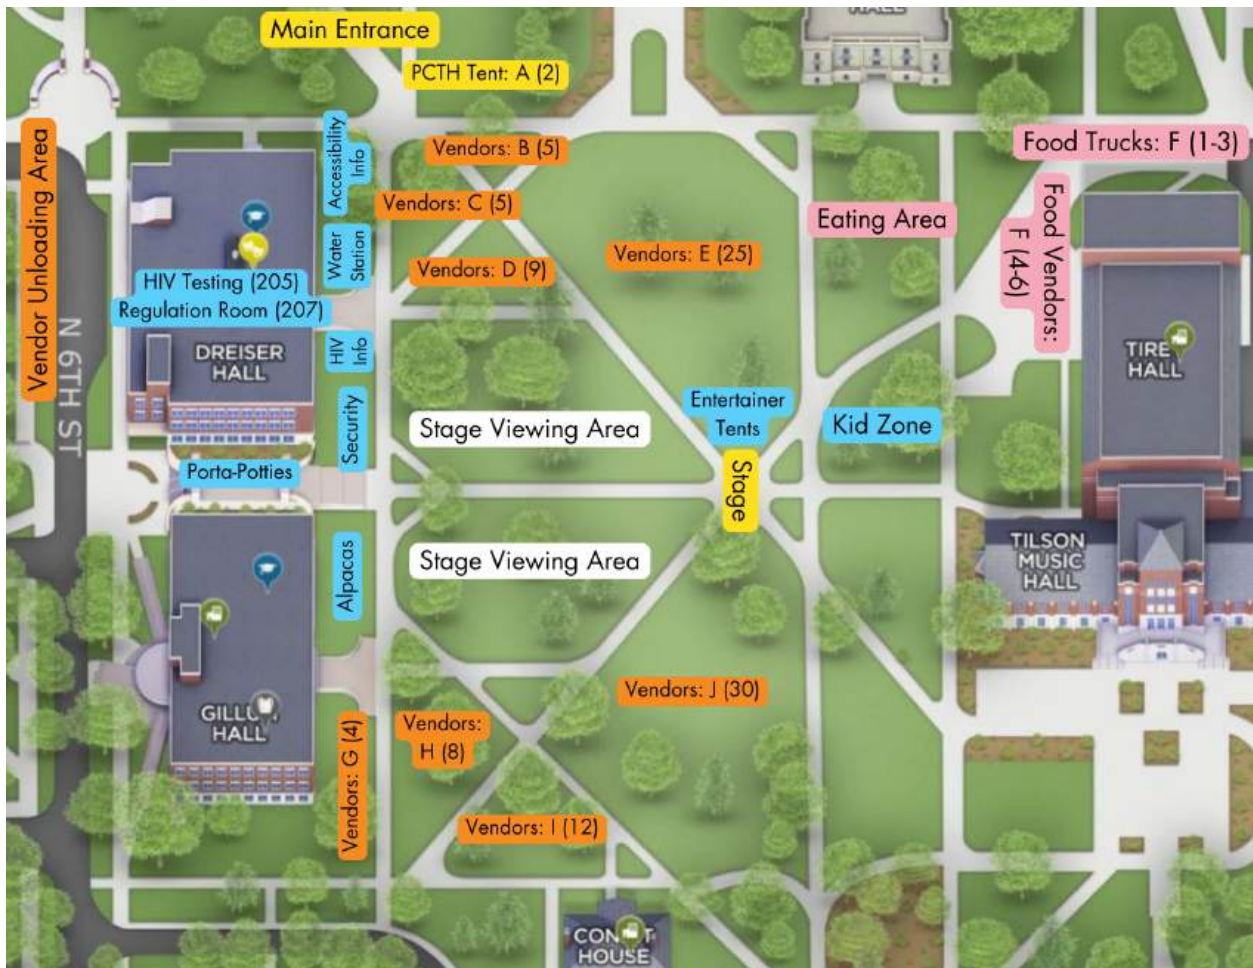 HALL
Main Entrance
PCTH Tent: A (2)
Vendor Unloading Area
Accessibility
Info
Vendors: B (5)
Food Trucks: F (1-3)
Vendors: C (5)
Eating Area
Food Vendors:
F (4-6)
Water
Station
Vendors: D (9)
Vendors: E (25)
HIV Testing (205)
Regulation Room (207)
N 6TH ST
DREISER
HALL
HIV
Info
TIRE
HALL
Security
Stage Viewing Area
Entertainer
Tents
Kid Zone
Porta-Potties
Stage
Alpacas
Stage Viewing Area
TILSON
MUSIC
HALL
Vendors: J (30)
GILLUM
HALL
Vendors: G (4)
Vendors:
H (8)
Vendors: I (12)
HOUSE